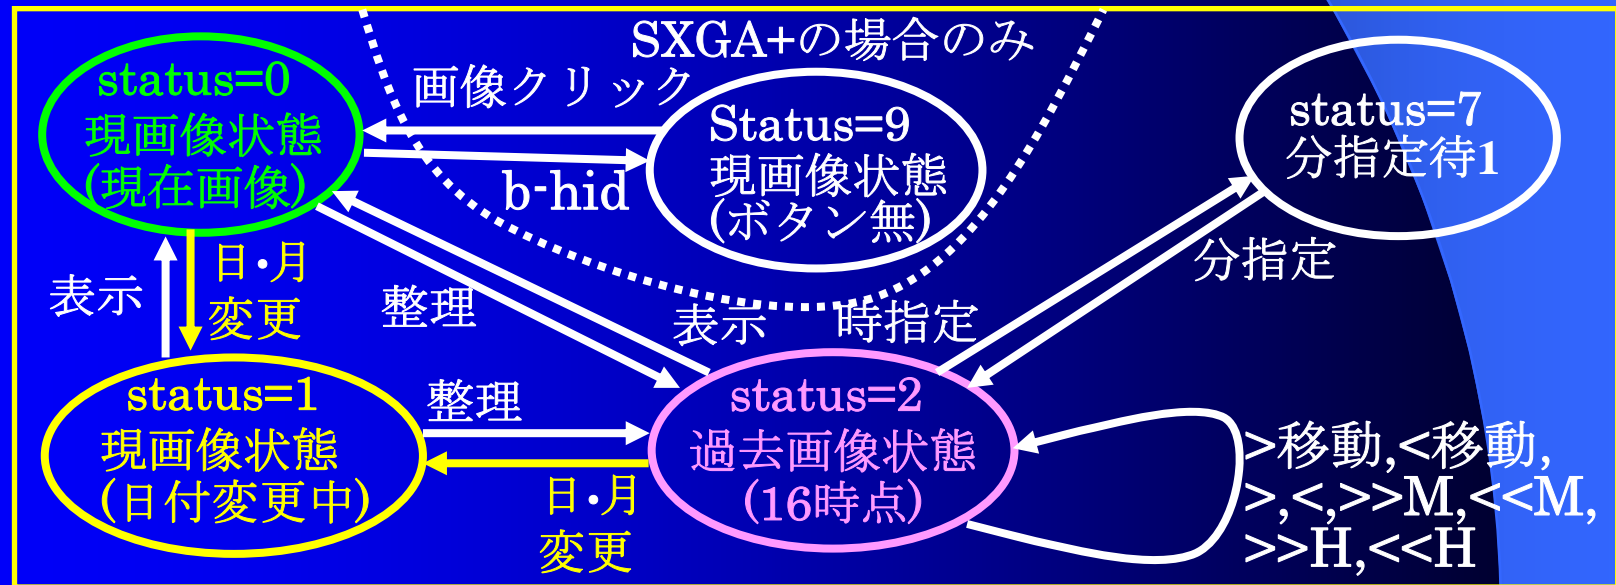 SXGA+の場合のみ
status=0
現画像状態
(現在画像)
画像クリック
b-hid
Status=9
現画像状態
(ボタン無)
status=7
分指定待1
表示
日・月
変更
整理
表示
時指定
分指定
status=1
現画像状態
(日付変更中)
整理
日・月
変更
status=2
過去画像状態
(16時点)
>移動,<移動,
>,<,>>M,<<M,
>>H,<<H